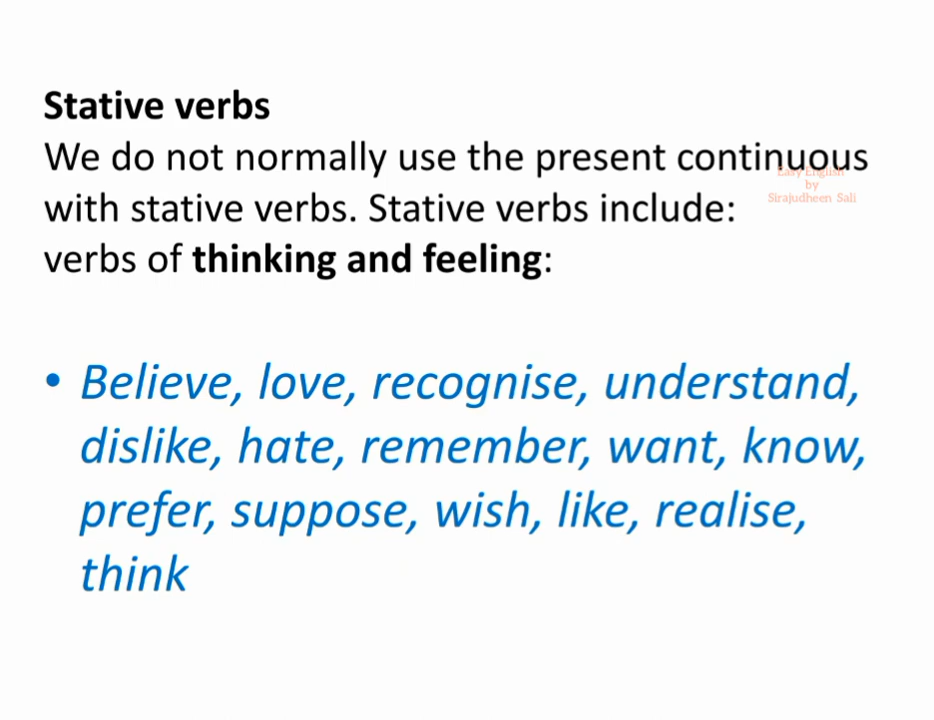 Stative verbs
We do not normally use the present continuous
Easy English
by
with stative verbs. Stative verbs include:
Sirajudheen Sali
verbs of thinking and feeling:
• Believe, love, recognise, understand,
dislike, hate, remember, want, know,
prefer, suppose, wish, like, realise,
think